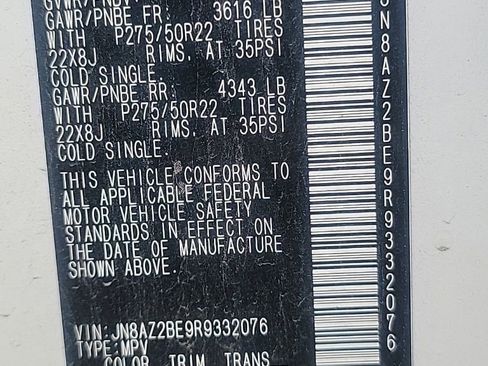 GVWR/PNBV
GAWR/PNBE FR: 3616 LB
WITH P275/50R22 TIRES
22X8J RIMS. AT 35PSI
COLD SINGLE.
GAWR/PNBE RR: 4343 LB
WITH P275/50R22 TIRES
22X8J RIMS. AT 35PSI
COLD SINGLE.
THIS VEHICLE CONFORMS TO
ALL APPLICABLE FEDERAL
MOTOR VEHICLE SAFETY
STANDARDS IN EFFECT ON
THE DATE OF MANUFACTURE
SHOWN ABOVE.
VIN:JN8AZ2BE9R9332076
TYPE:MPV
COLOR TRIM TRANS
JN8AZ2BE9R9332076